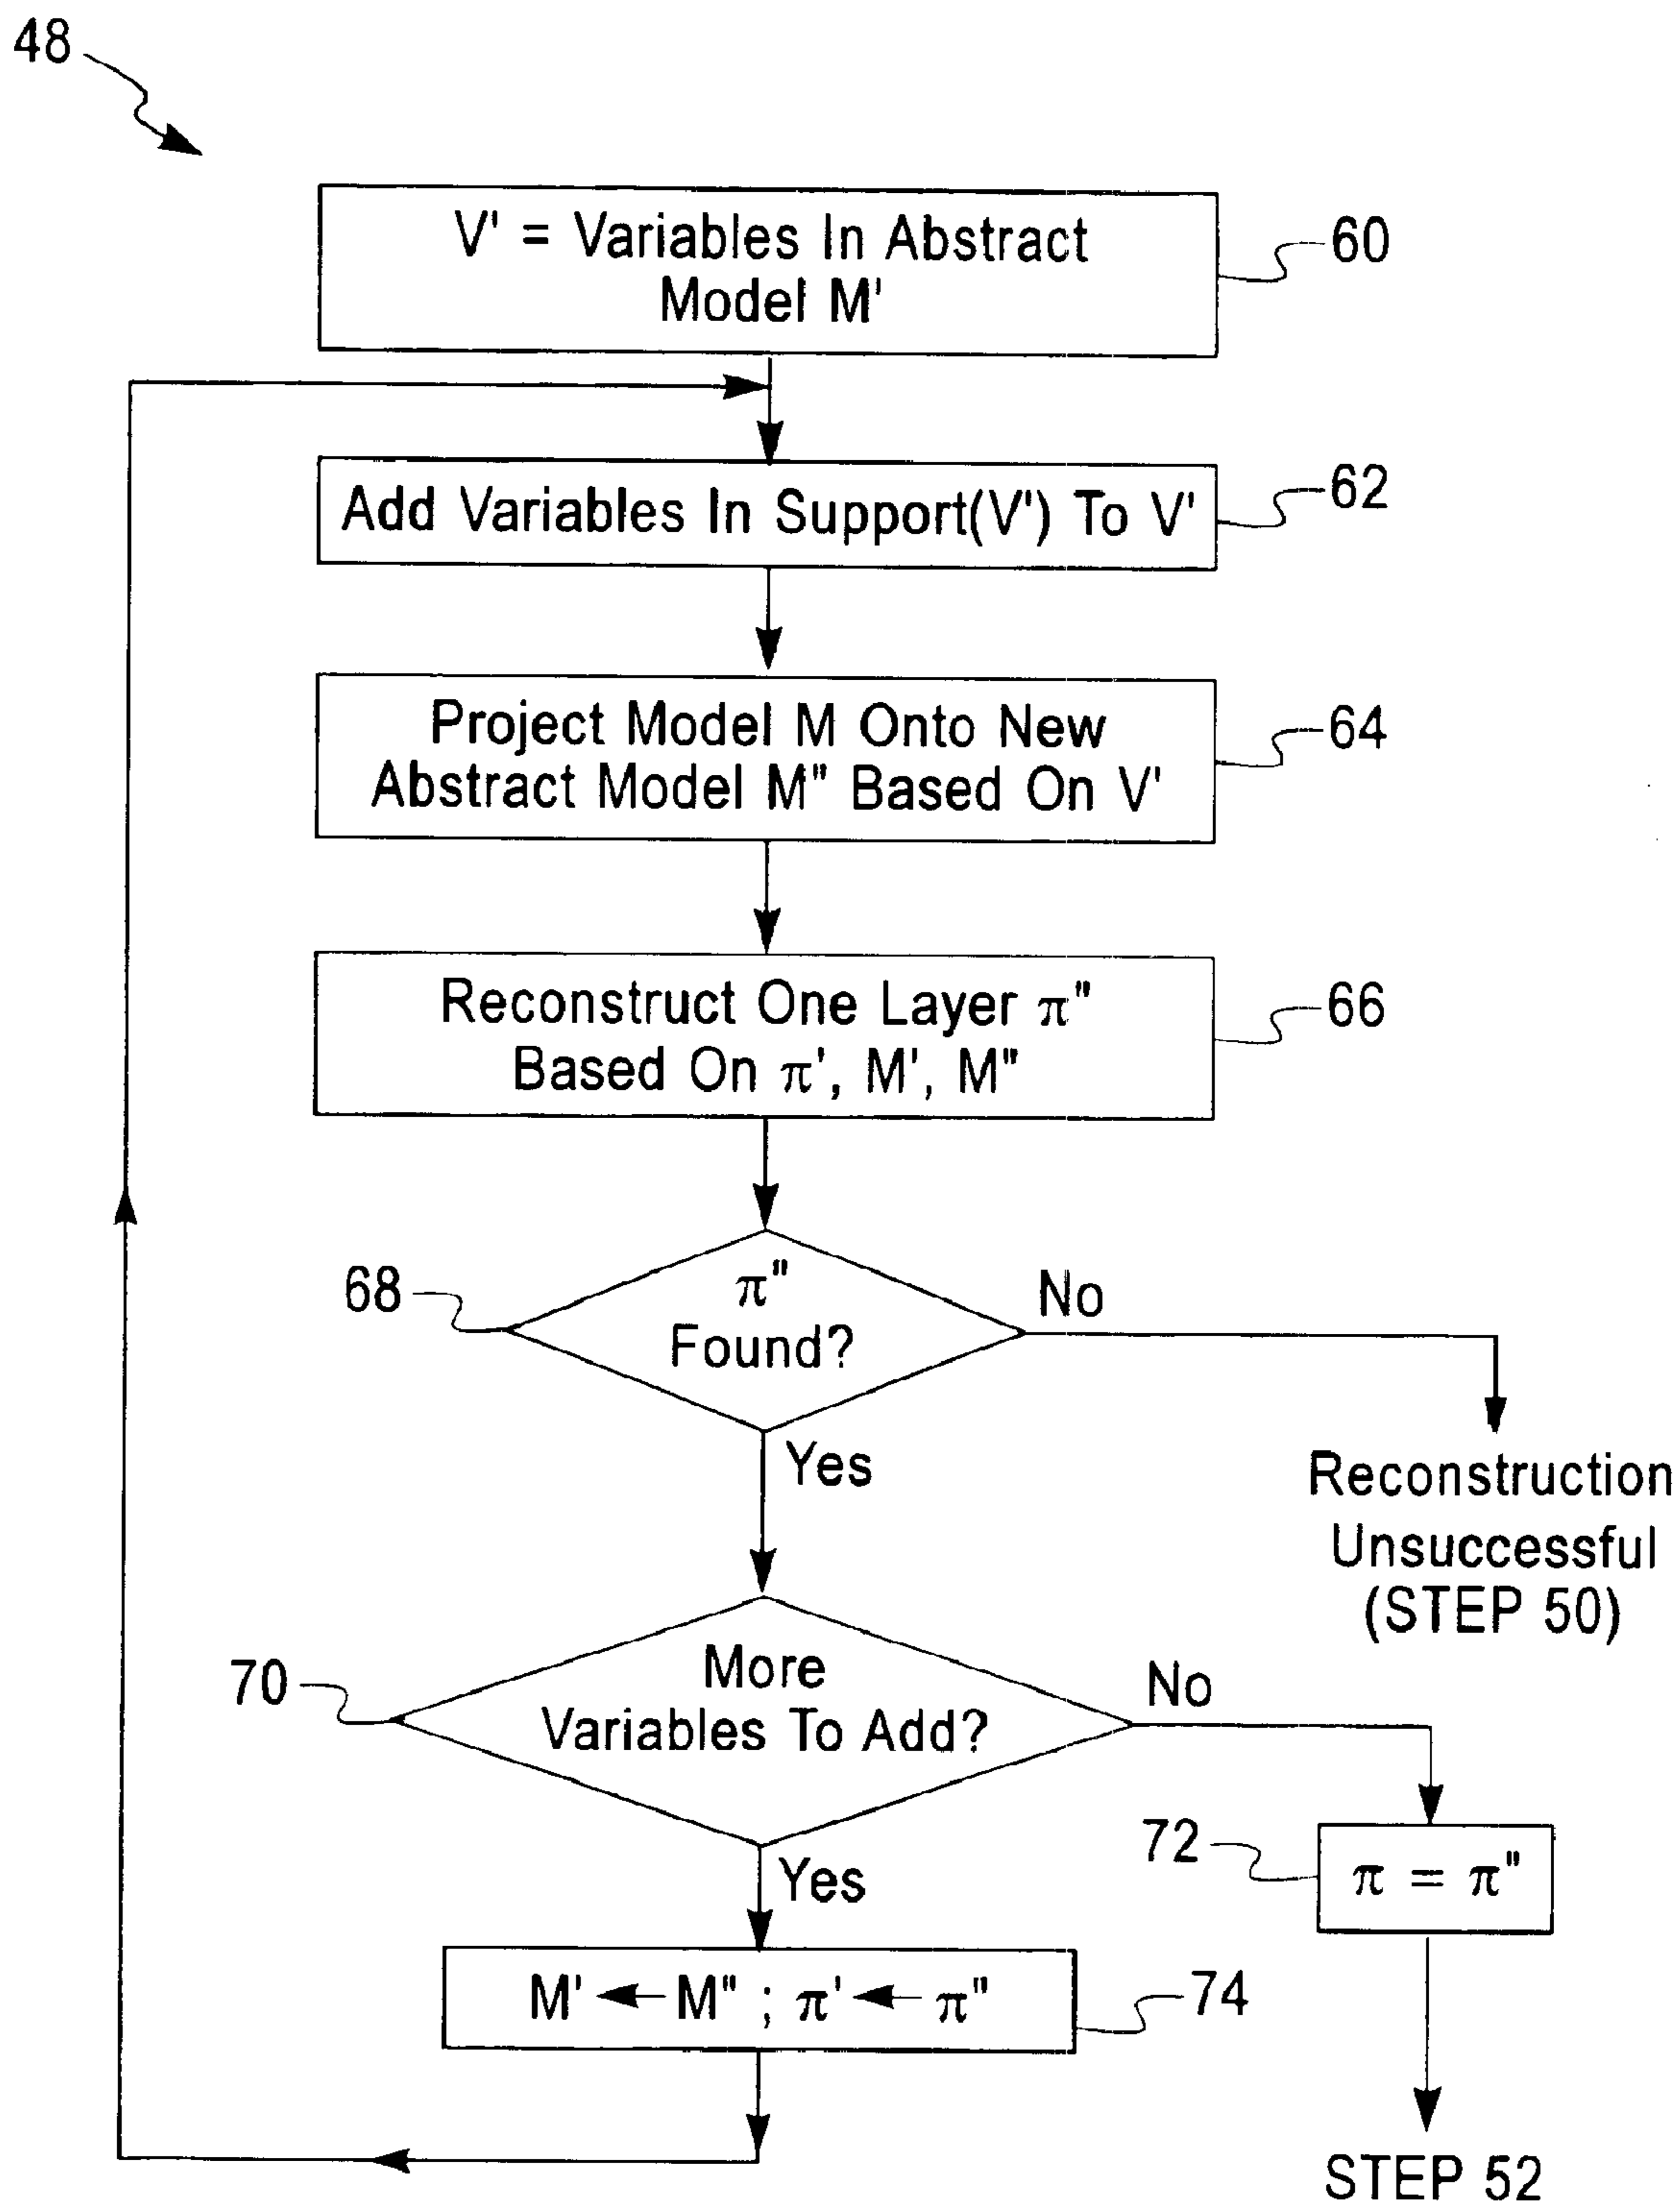 48
V' = Variables In Abstract
Model M'
60
Add Variables In Support(V') To V'
62
Project Model M Onto New
Abstract Model M" Based On V'
64
Reconstruct One Layer π"
Based On π', M', M"
66
68
π"
Found?
No
Yes
Reconstruction
Unsuccessful
(STEP 50)
70
More
Variables To Add?
No
Yes
72
π = π"
M' ← M" ; π' ← π"
74
STEP 52